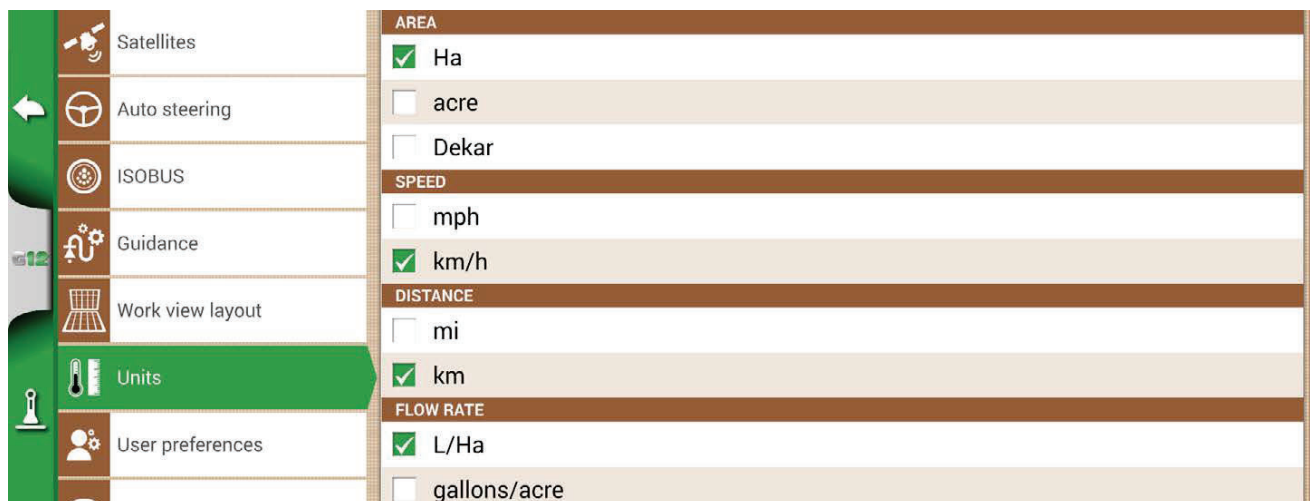 Satellites
Auto steering
ISOBUS
Guidance
Work view layout
Units
User preferences
G12
AREA
Ha
acre
Dekar
SPEED
mph
km/h
DISTANCE
mi
km
FLOW RATE
L/Ha
gallons/acre